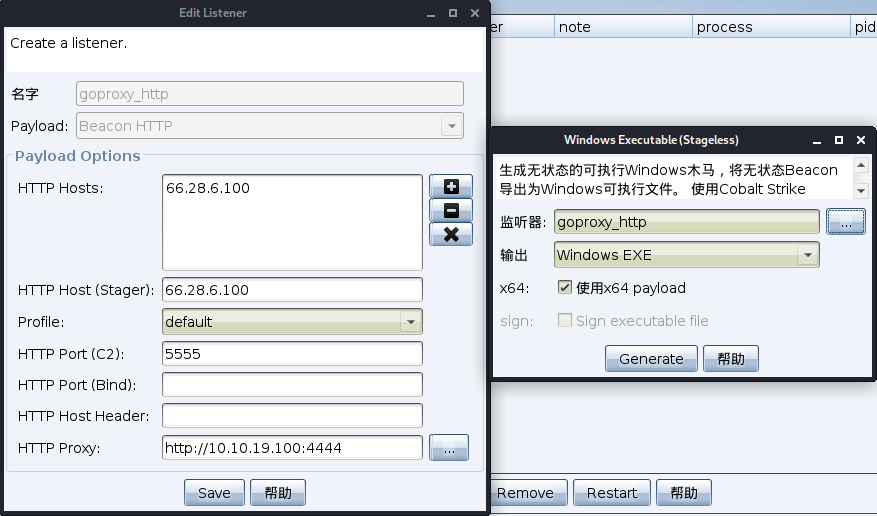 Edit Listener
Create a listener.
名字 goproxy_http
Payload: Beacon HTTP
Payload Options
HTTP Hosts: 66.28.6.100
HTTP Host (Stager): 66.28.6.100
Profile: default
HTTP Port (C2): 5555
HTTP Port (Bind):
HTTP Host Header:
HTTP Proxy: http://10.10.19.100:4444 ...
Save 帮助
er note process pid
Windows Executable (Stageless)
生成无状态的可执行Windows木马，将无状态Beacon
导出为Windows可执行文件。 使用Cobalt Strike
监听器: goproxy_http ...
输出 Windows EXE
x64: 使用x64 payload
sign: Sign executable file
Generate 帮助
Remove Restart 帮助